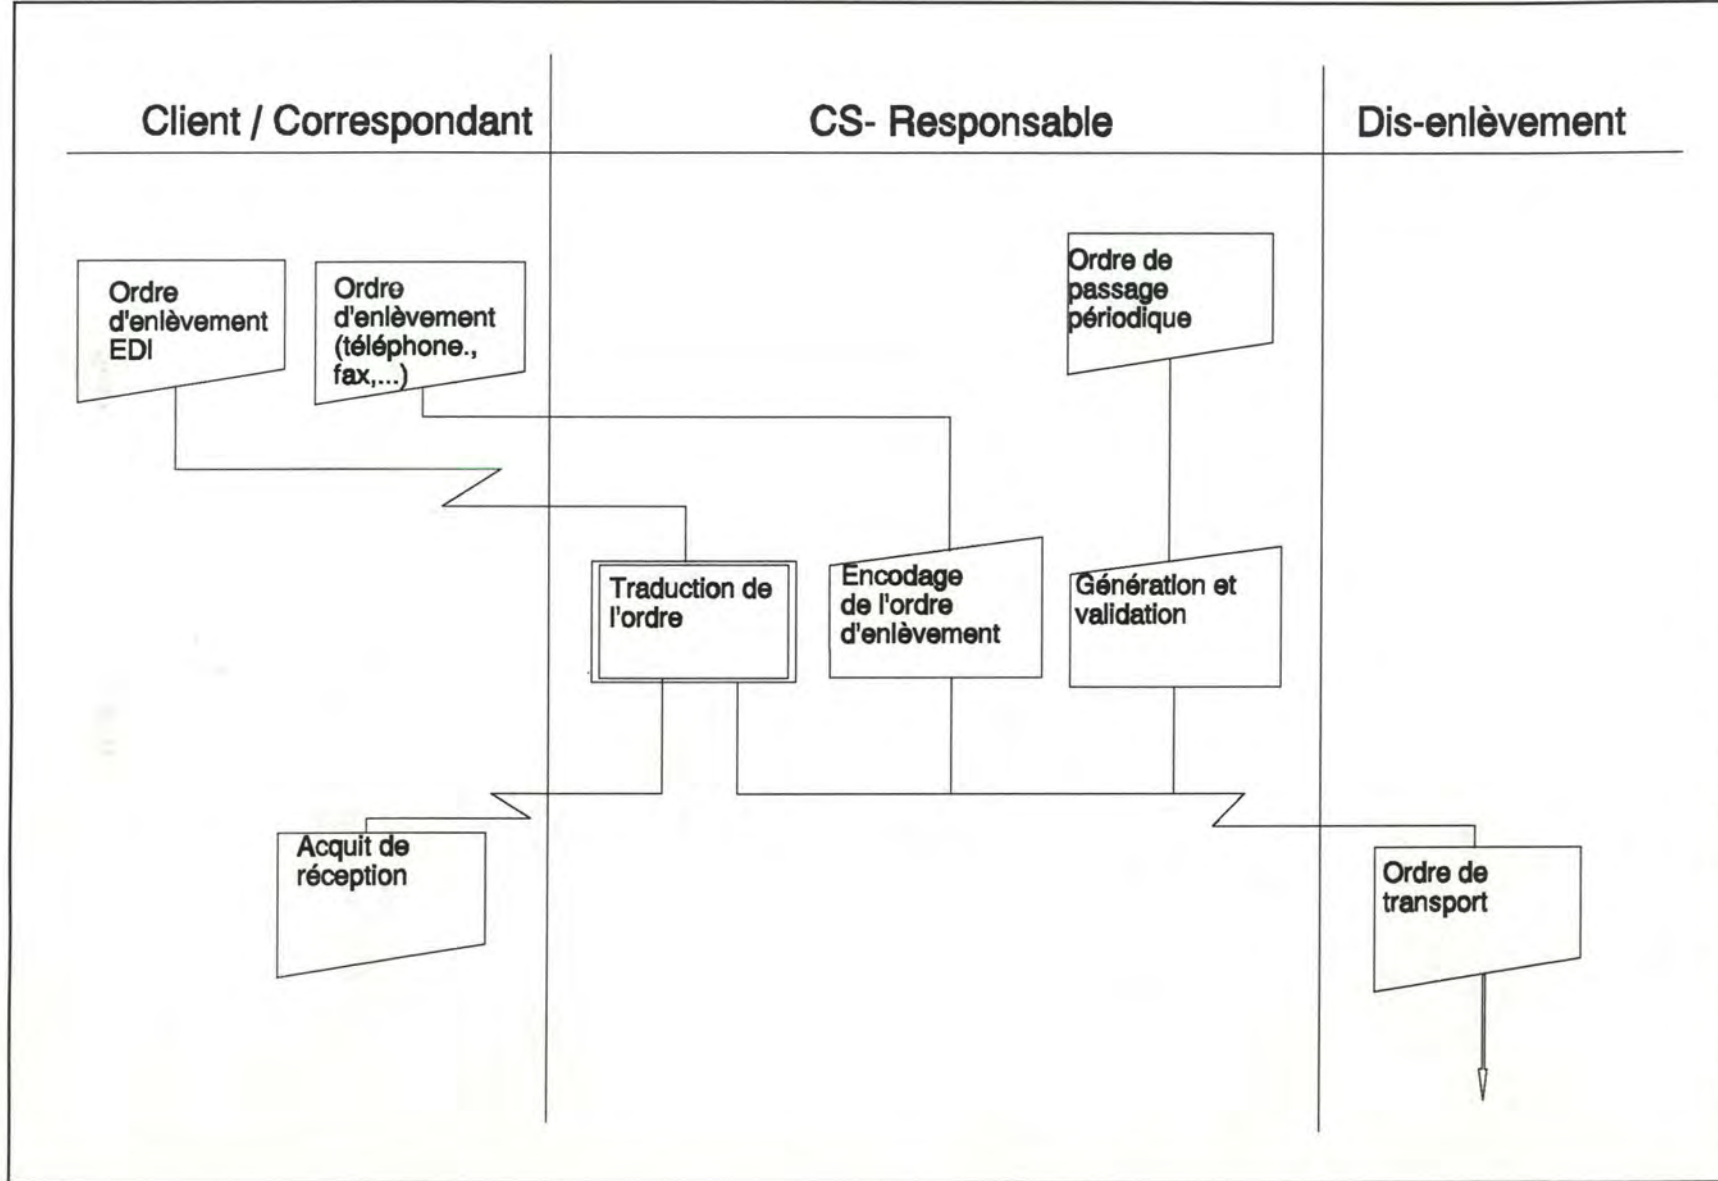 Client / Correspondant
CS- Responsable
Dis-enlèvement
Ordre
d'enlèvement
EDI
Ordre
d'enlèvement
(téléphone.,
fax,...)
Ordre de
passage
périodique
Traduction de
l'ordre
Encodage
de l'ordre
d'enlèvement
Génération et
validation
Acquit de
réception
Ordre de
transport